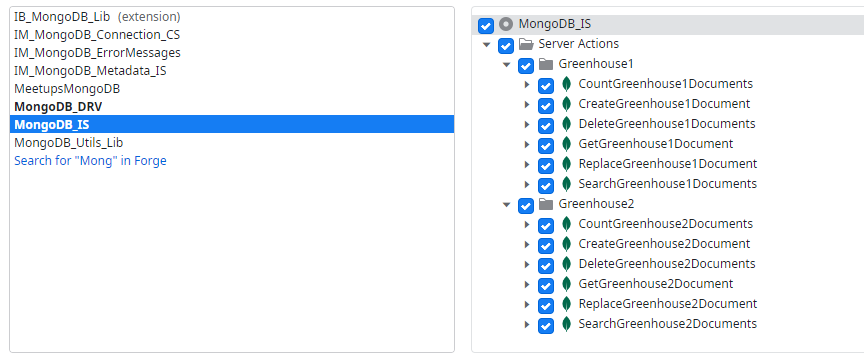 IB_MongoDB_Lib (extension)
IM_MongoDB_Connection_CS
IM_MongoDB_ErrorMessages
IM_MongoDB_Metadata_IS
MeetupsMongoDB
MongoDB_DRV
MongoDB_IS
MongoDB_Utils_Lib
Search for "Mong" in Forge
MongoDB_IS
Server Actions
Greenhouse1
CountGreenhouse1Documents
CreateGreenhouse1Document
DeleteGreenhouse1Documents
GetGreenhouse1Document
ReplaceGreenhouse1Document
SearchGreenhouse1Documents
Greenhouse2
CountGreenhouse2Documents
CreateGreenhouse2Document
DeleteGreenhouse2Documents
GetGreenhouse2Document
ReplaceGreenhouse2Document
SearchGreenhouse2Documents